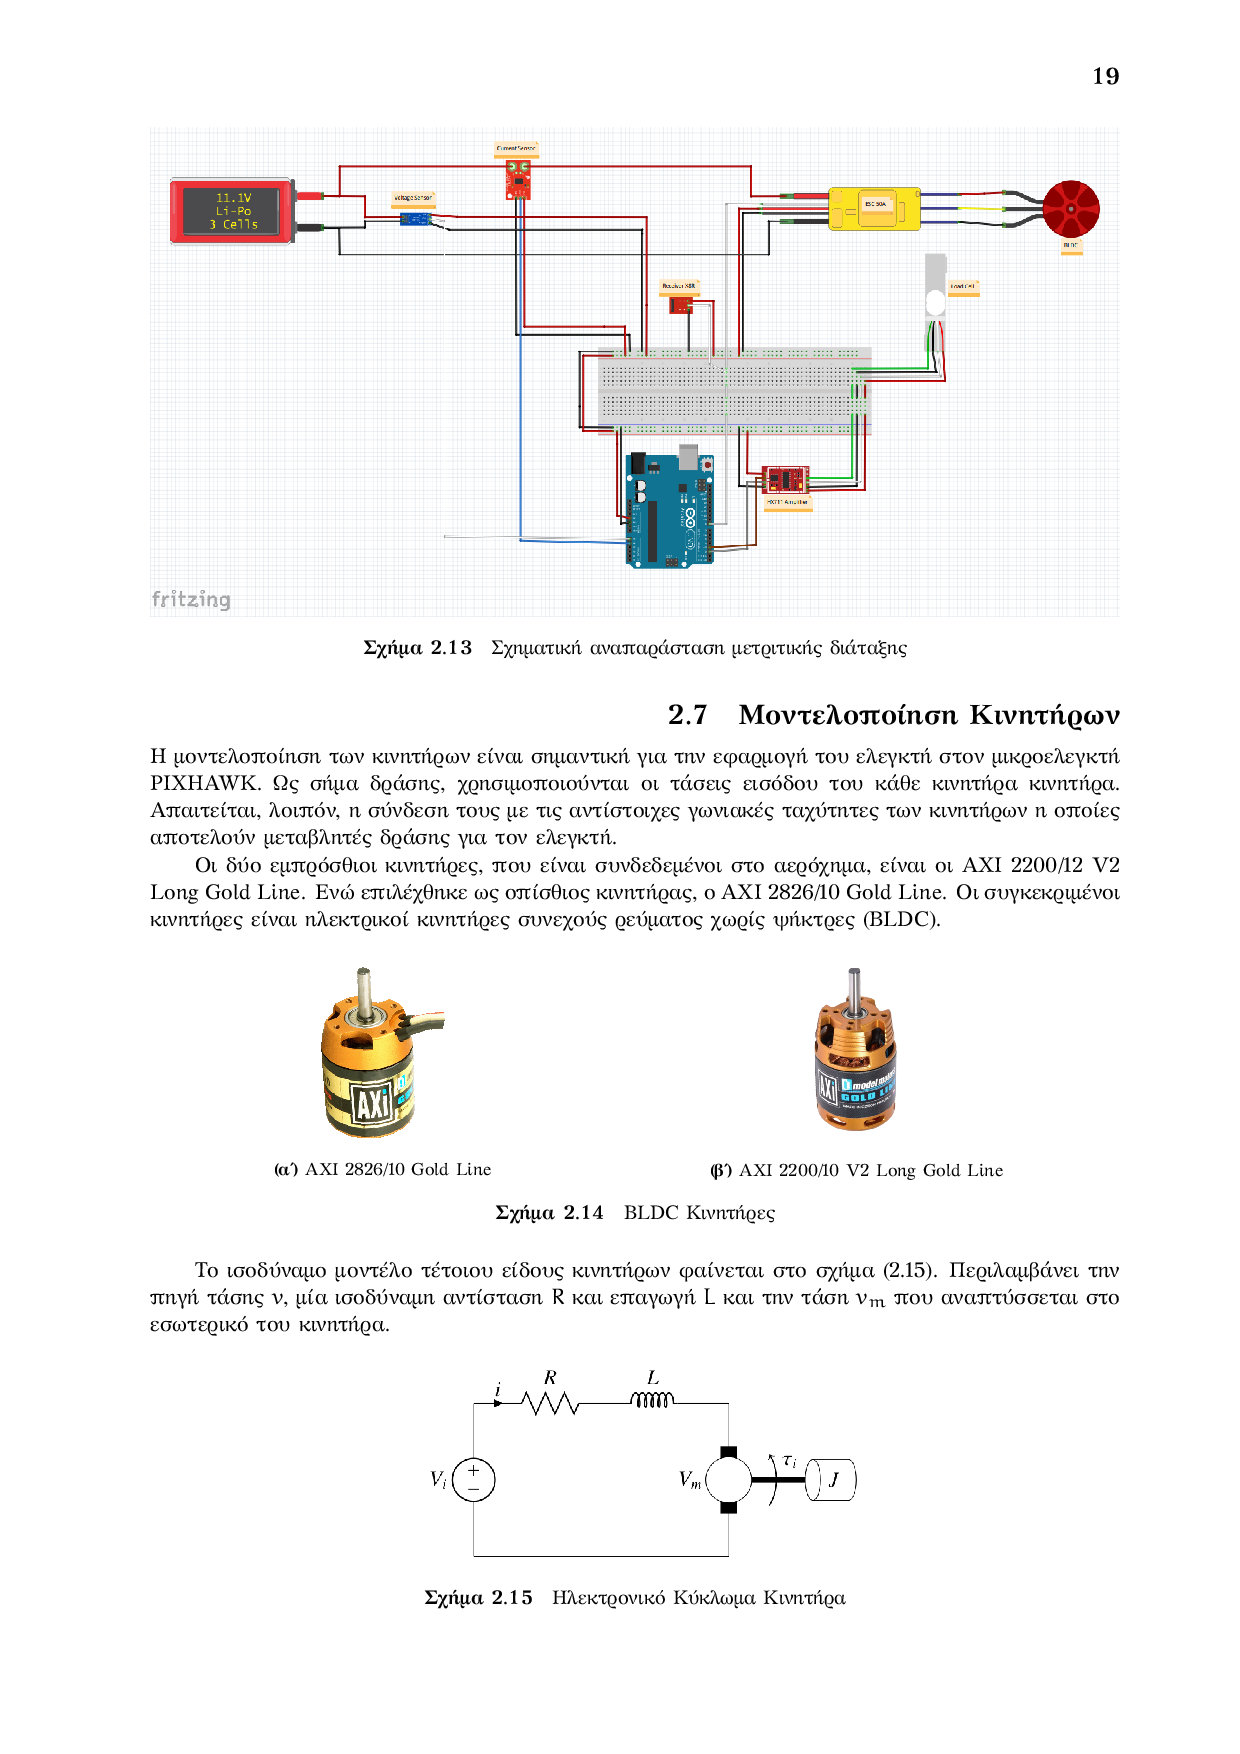 19
Current Sensor
11.1V
Li-Po
3 Cells
Voltage Sensor
ESC 50A
BLDC
Receiver X8R
Load Cell
HX711 Amplifier
fritzing
Σχήμα 2.13 Σχηματική αναπαράσταση μετριτικής διάταξης
2.7 Μοντελοποίηση Κινητήρων
Η μοντελοποίηση των κινητήρων είναι σημαντική για την εφαρμογή του ελεγκτή στον μικροελεγκτή
PIXHAWK. Ως σήμα δράσης, χρησιμοποιούνται οι τάσεις εισόδου του κάθε κινητήρα κινητήρα.
Απαιτείται, λοιπόν, η σύνδεση τους με τις αντίστοιχες γωνιακές ταχύτητες των κινητήρων η οποίες
αποτελούν μεταβλητές δράσης για τον ελεγκτή.
Οι δύο εμπρόσθιοι κινητήρες, που είναι συνδεδεμένοι στο αερόχημα, είναι οι AXI 2200/12 V2
Long Gold Line. Ενώ επιλέχθηκε ως οπίσθιος κινητήρας, ο AXI 2826/10 Gold Line. Οι συγκεκριμένοι
κινητήρες είναι ηλεκτρικοί κινητήρες συνεχούς ρεύματος χωρίς ψήκτρες (BLDC).
AXi
AXi
model motors
GOLD LINE
(α΄) AXI 2826/10 Gold Line
(β΄) AXI 2200/10 V2 Long Gold Line
Σχήμα 2.14 BLDC Κινητήρες
Το ισοδύναμο μοντέλο τέτοιου είδους κινητήρων φαίνεται στο σχήμα (2.15). Περιλαμβάνει την
πηγή τάσης v, μία ισοδύναμη αντίσταση R και επαγωγή L και την τάση vₘ που αναπτύσσεται στο
εσωτερικό του κινητήρα.
i R L
Vᵢ + − Vₘ τᵢ J
Σχήμα 2.15 Ηλεκτρονικό Κύκλωμα Κινητήρα